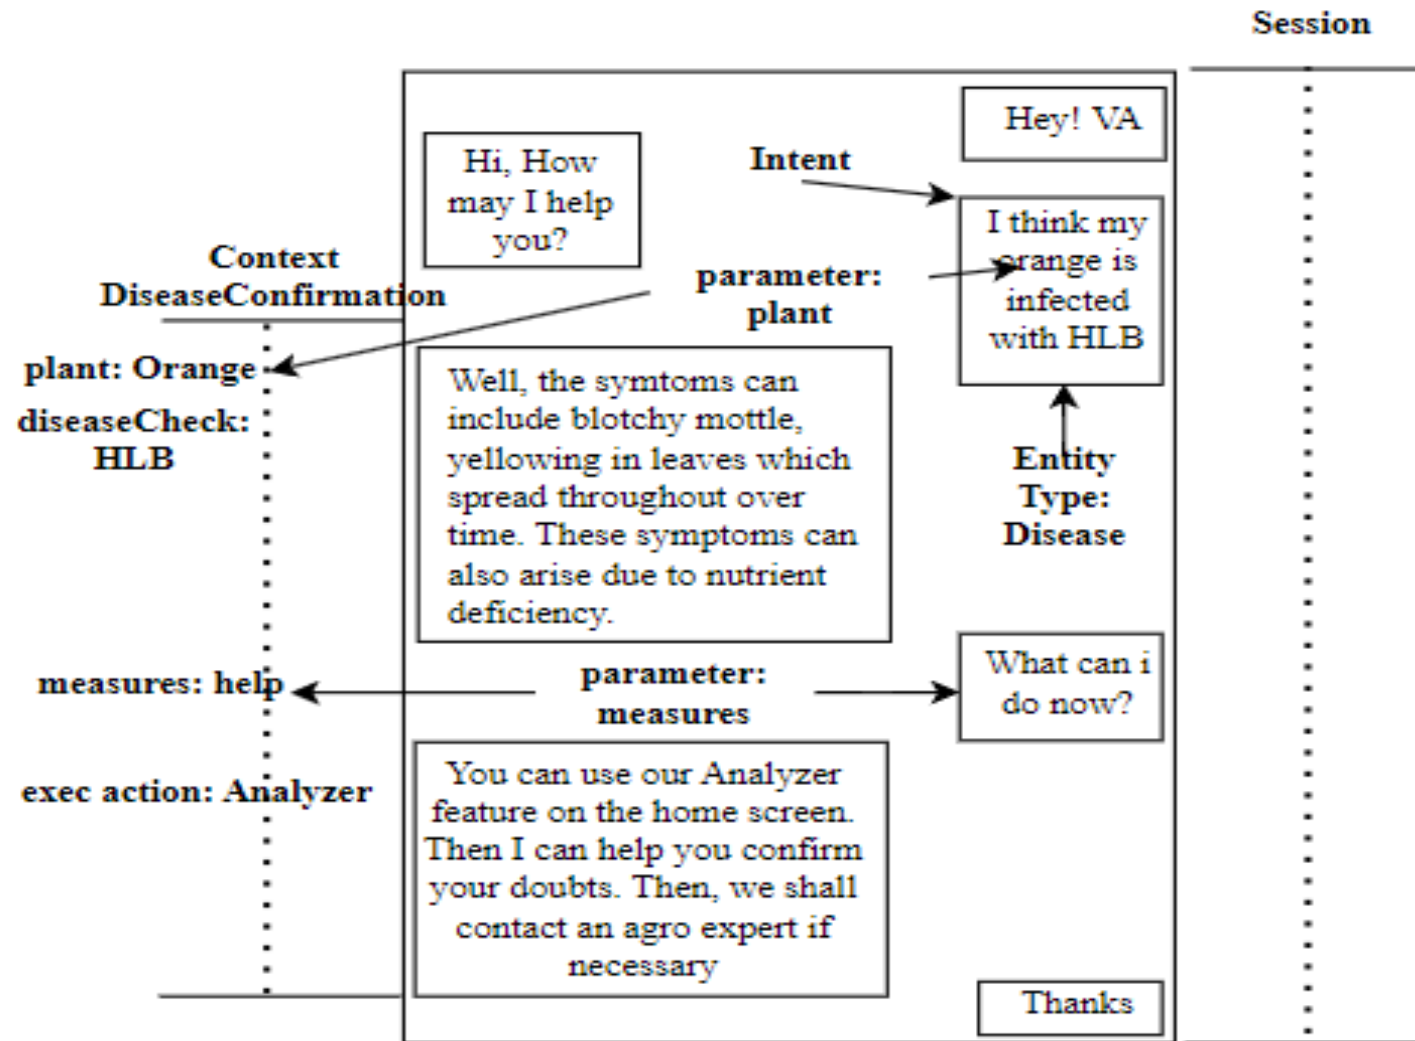 Session
Hey! VA
Hi, How
may I help
you?
Intent
I think my
orange is
infected
with HLB
Context
DiseaseConfirmation
parameter:
plant
plant: Orange
diseaseCheck:
HLB
Well, the symtoms can
include blotchy mottle,
yellowing in leaves which
spread throughout over
time. These symptoms can
also arise due to nutrient
deficiency.
Entity
Type:
Disease
measures: help
parameter:
measures
What can i
do now?
exec action: Analyzer
You can use our Analyzer
feature on the home screen.
Then I can help you confirm
your doubts. Then, we shall
contact an agro expert if
necessary
Thanks